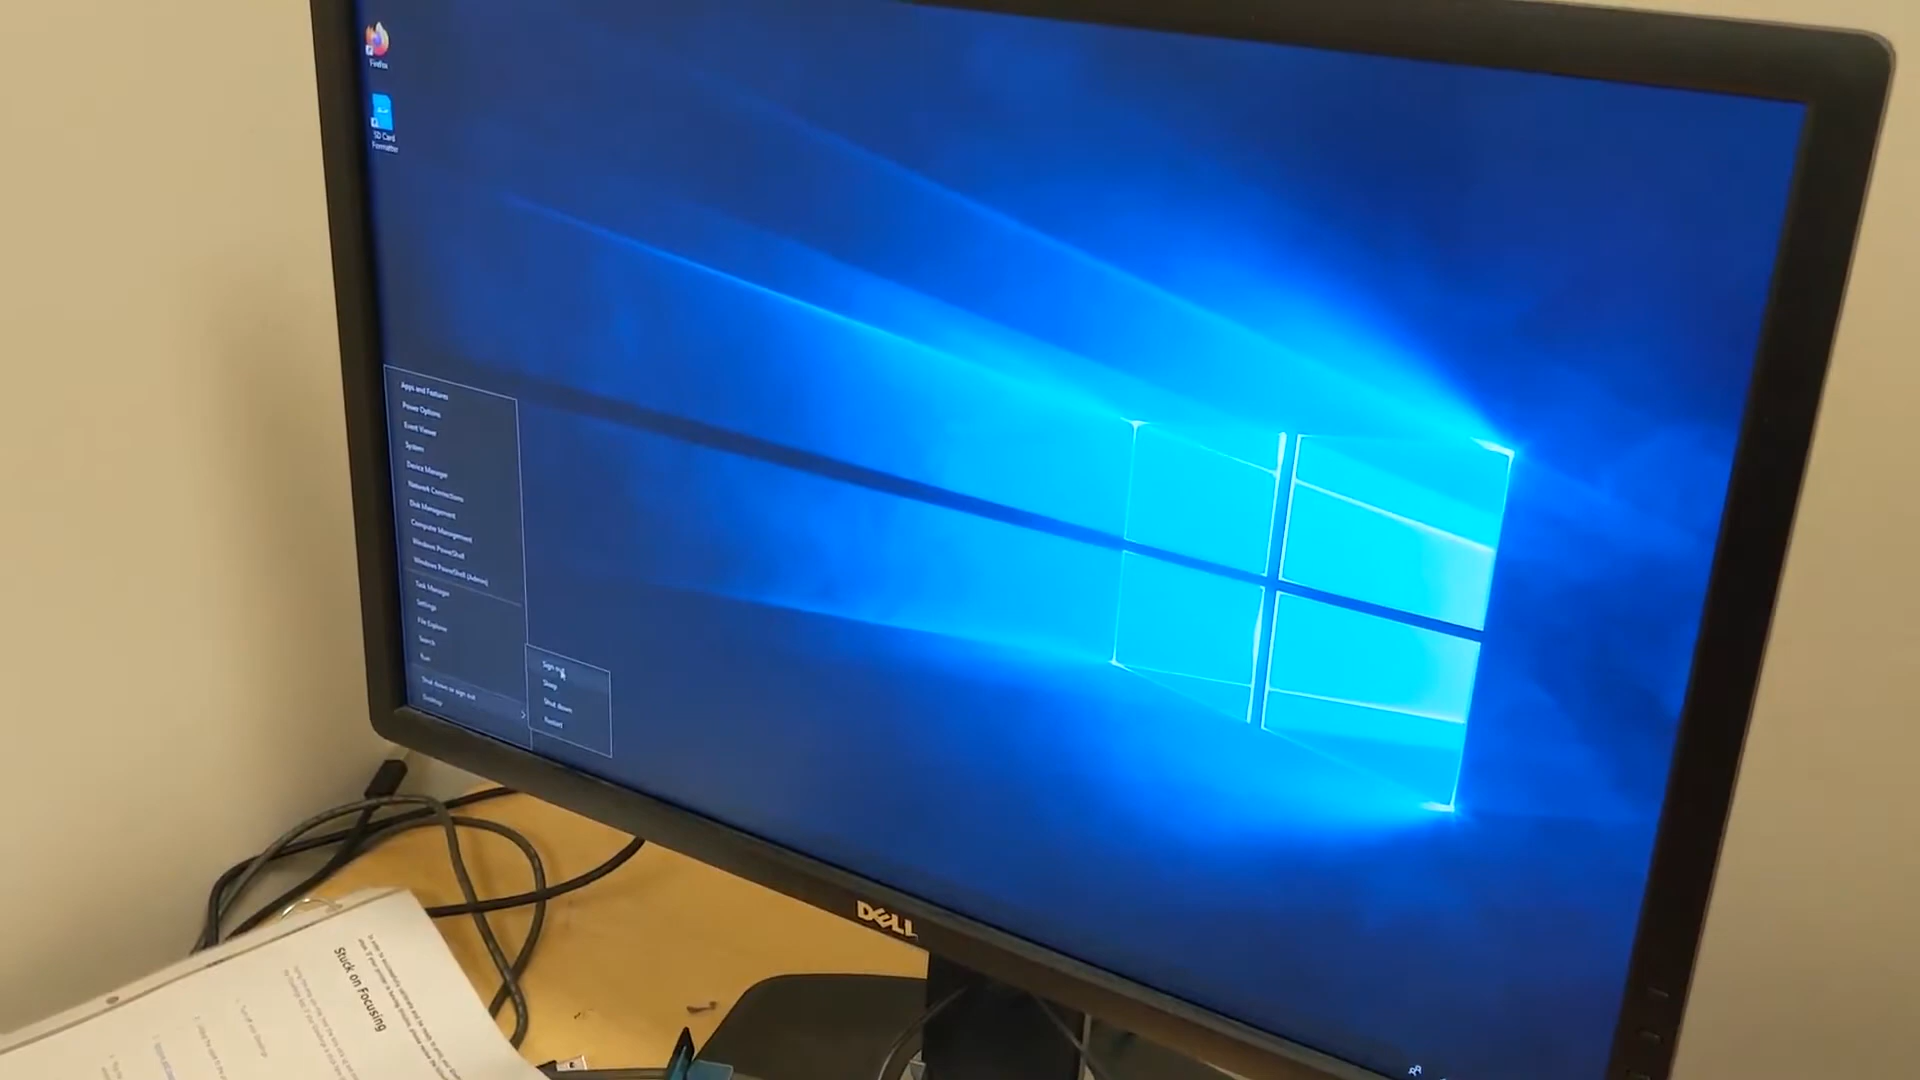 Firefox
SD Card
Formatter
Apps and Features
Power Options
Event Viewer
System
Device Manager
Network Connections
Disk Management
Computer Management
Windows PowerShell
Windows PowerShell (Admin)
Task Manager
Settings
File Explorer
Search
Run
Shut down or sign out
Desktop
Sign out
Sleep
Shut down
Restart
DELL
Stuck on Focusing